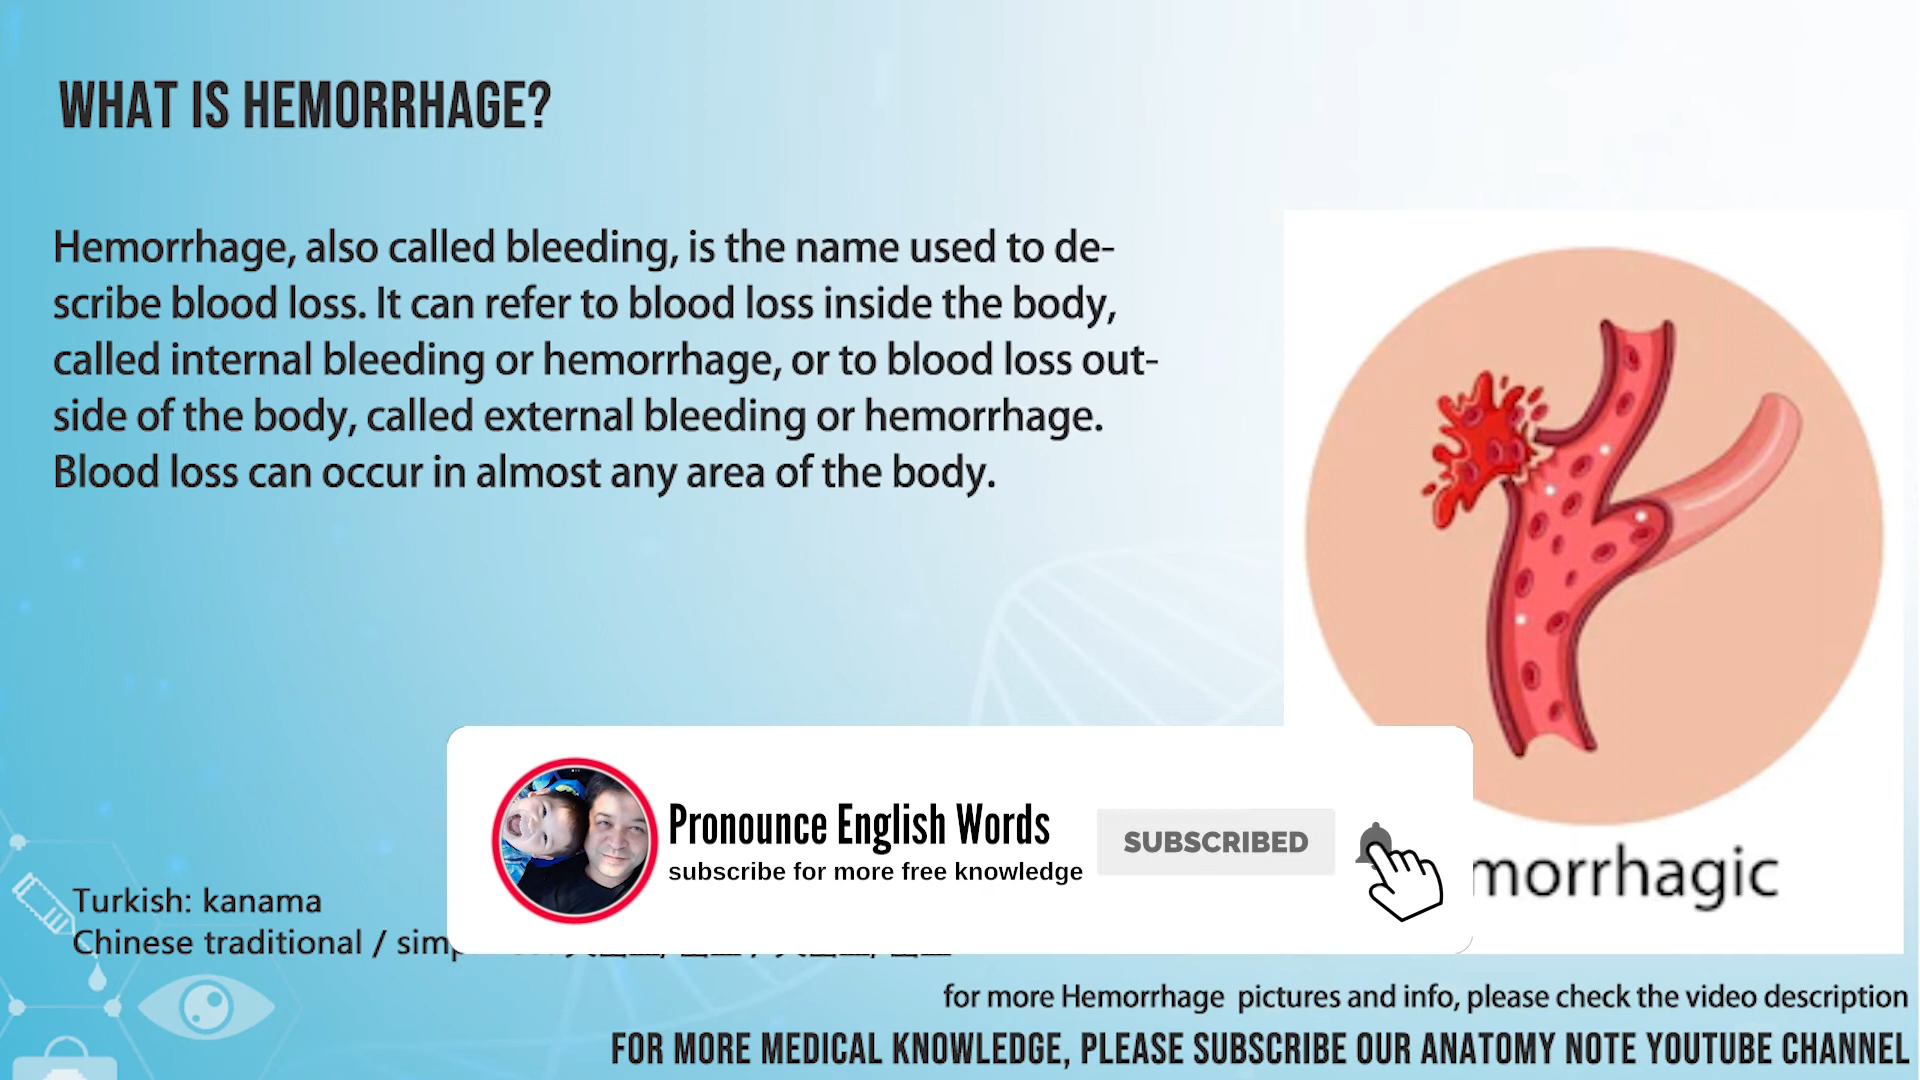 WHAT IS HEMORRHAGE?
Hemorrhage, also called bleeding, is the name used to de-
scribe blood loss. It can refer to blood loss inside the body,
called internal bleeding or hemorrhage, or to blood loss out-
side of the body, called external bleeding or hemorrhage.
Blood loss can occur in almost any area of the body.
Pronounce English Words
subscribe for more free knowledge
SUBSCRIBED
morrhagic
Turkish: kanama
Chinese traditional /
for more Hemorrhage pictures and info, please check the video description
FOR MORE MEDICAL KNOWLEDGE, PLEASE SUBSCRIBE OUR ANATOMY NOTE YOUTUBE CHANNEL